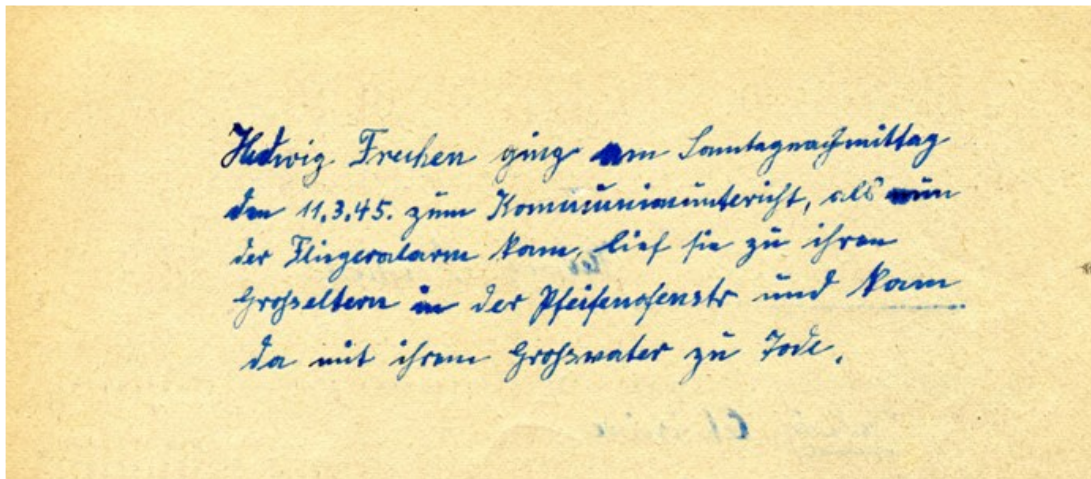 Hedwig Frechen ging am Sonntagnachmittag
den 11.3.45. zum Kommunionunterricht, als nun
der Fliegeralarm kam, lief sie zu ihren
Großeltern in der Pfeifenofenstr und kam
da mit ihrem Großvater zu Tode.